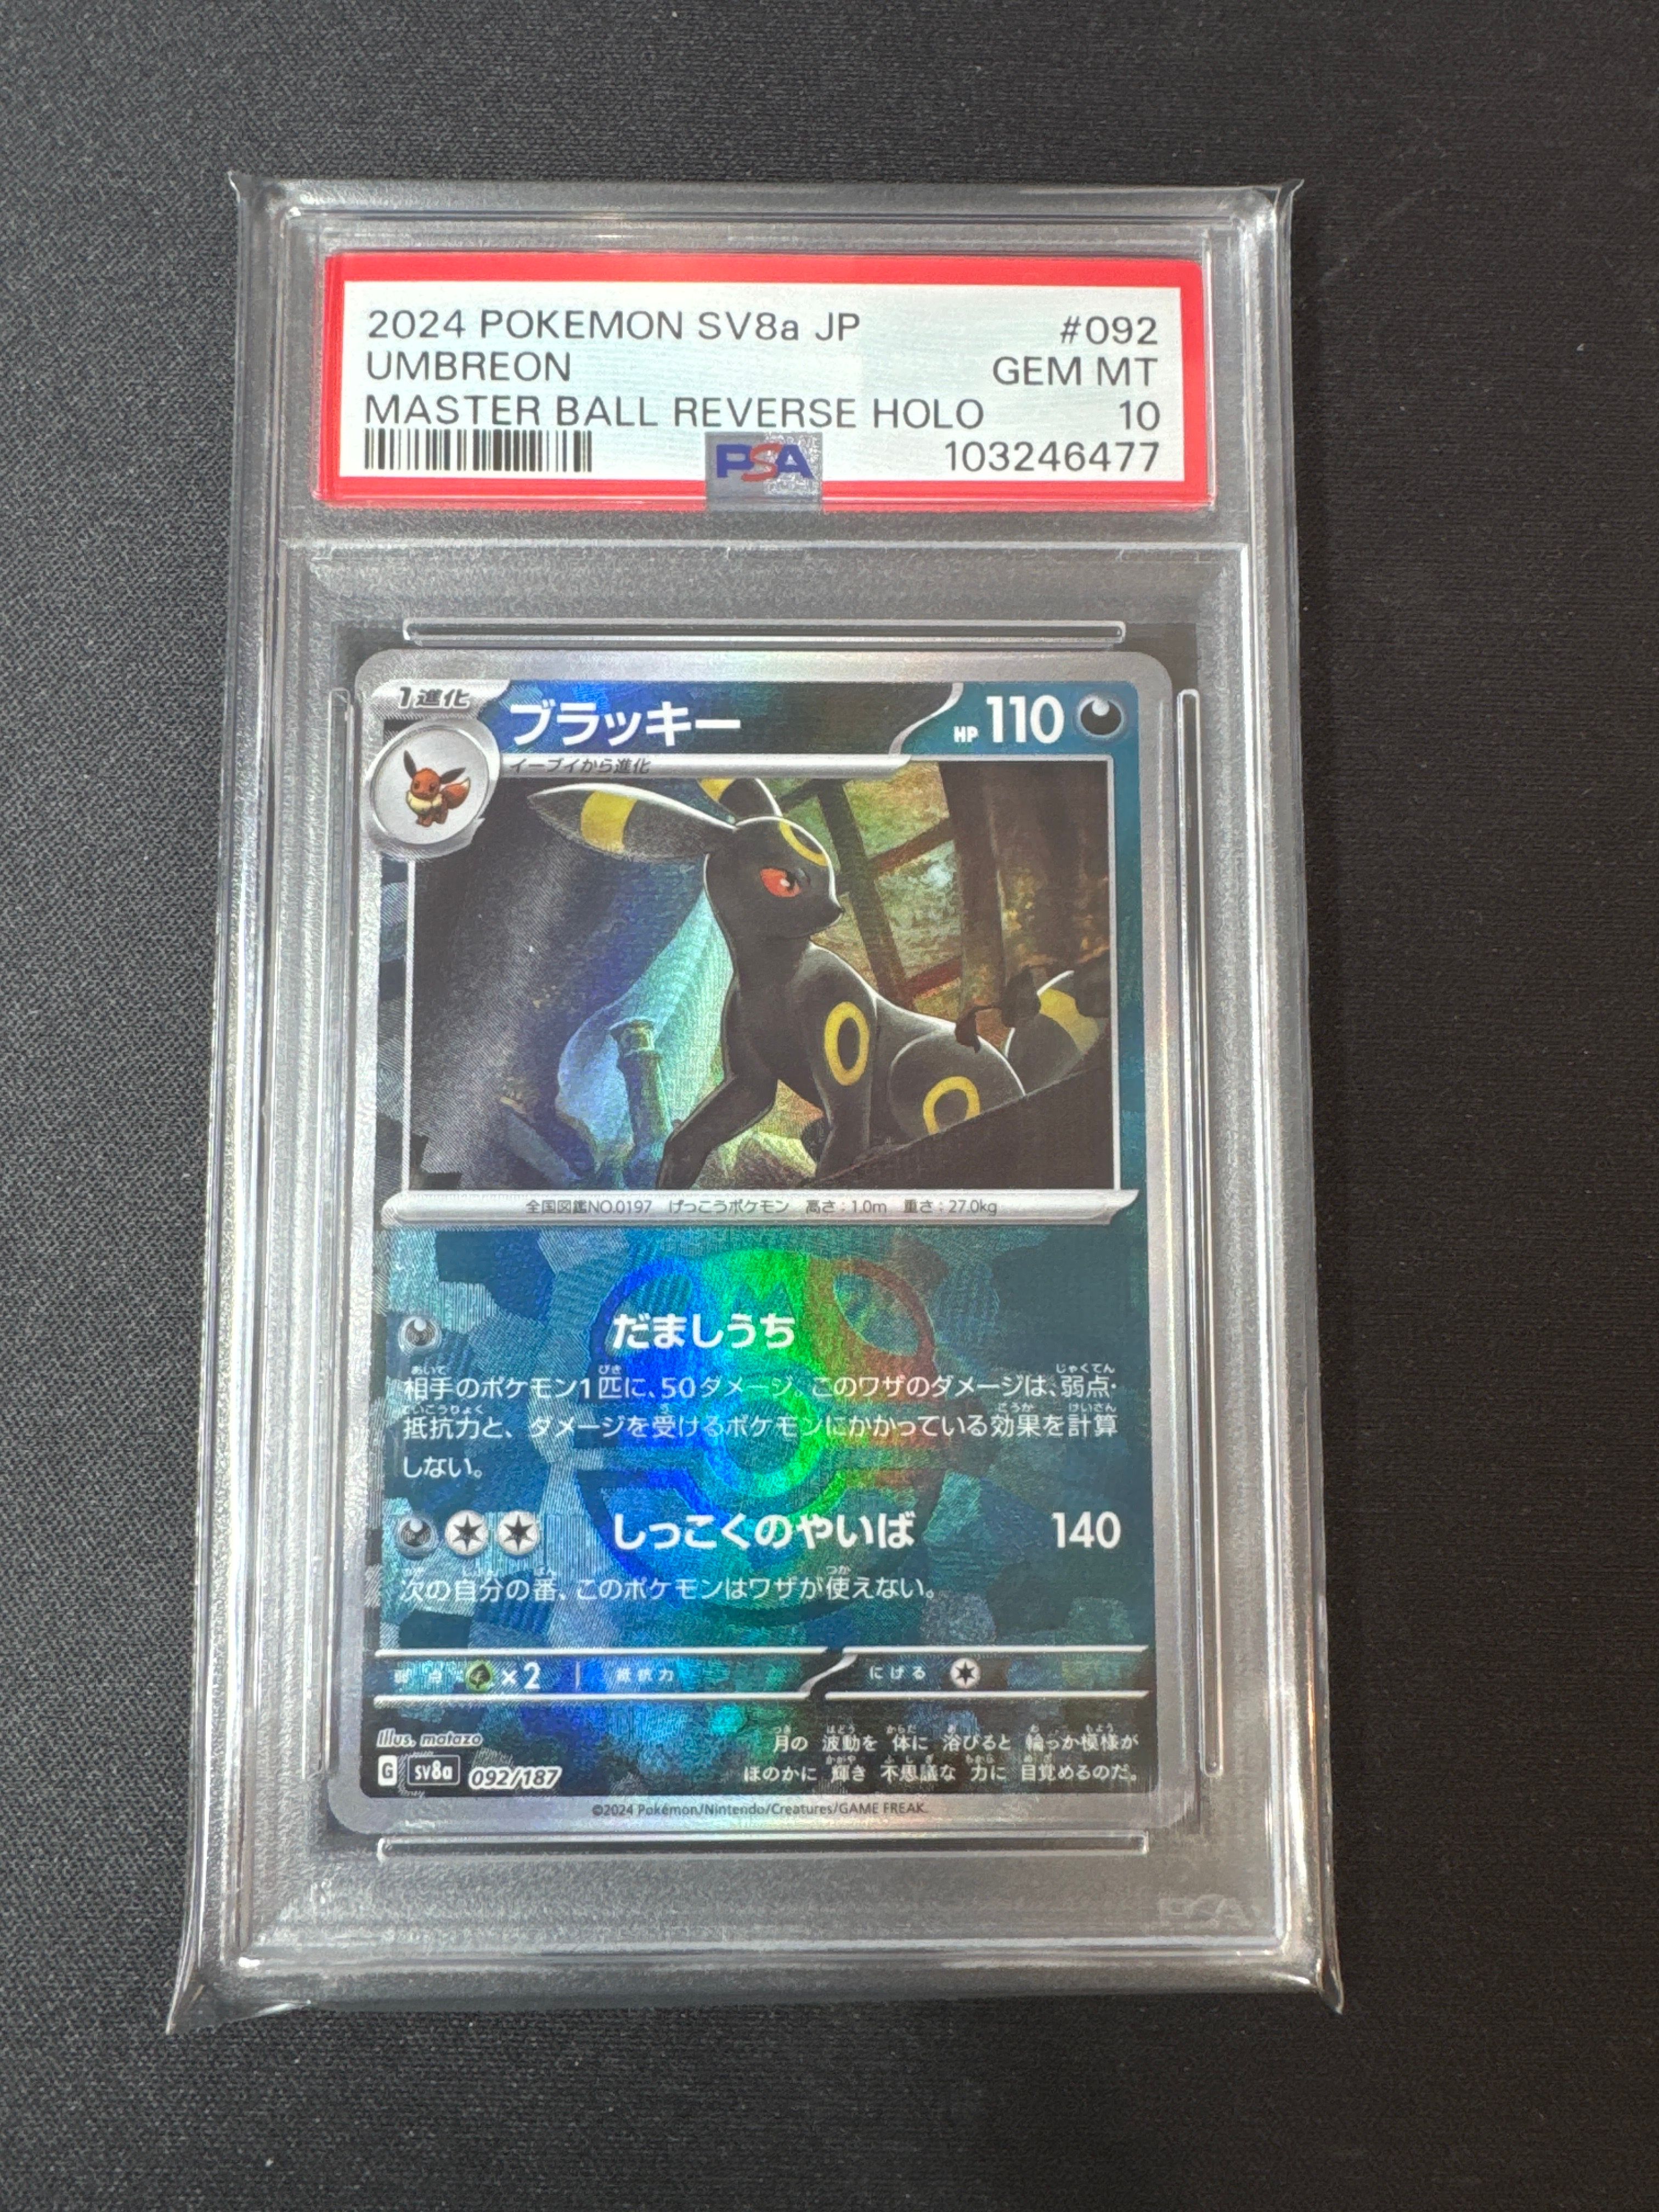 2024 POKEMON SV8a JP #092
UMBREON GEM MT
MASTER BALL REVERSE HOLO 10
PSA 103246477
1進化
ブラッキー HP 110
イーブイから進化
全国図鑑NO.0197 げっこうポケモン 高さ:1.0m 重さ:27.0kg
だましうち
相手のポケモン1匹に、50ダメージ。このワザのダメージは、弱点・
抵抗力と、ダメージを受けるポケモンにかかっている効果を計算
しない。
しっこくのやいば 140
次の自分の番、このポケモンはワザが使えない。
弱点 ×2 抵抗力 にげる
Illus. matazo
月の 波動を 体に 浴びると 輪っか模様が
ほのかに 輝き 不思議な 力に 目覚めるのだ。
G sv8a 092/187
©2024 Pokémon/Nintendo/Creatures/GAME FREAK.
PSA